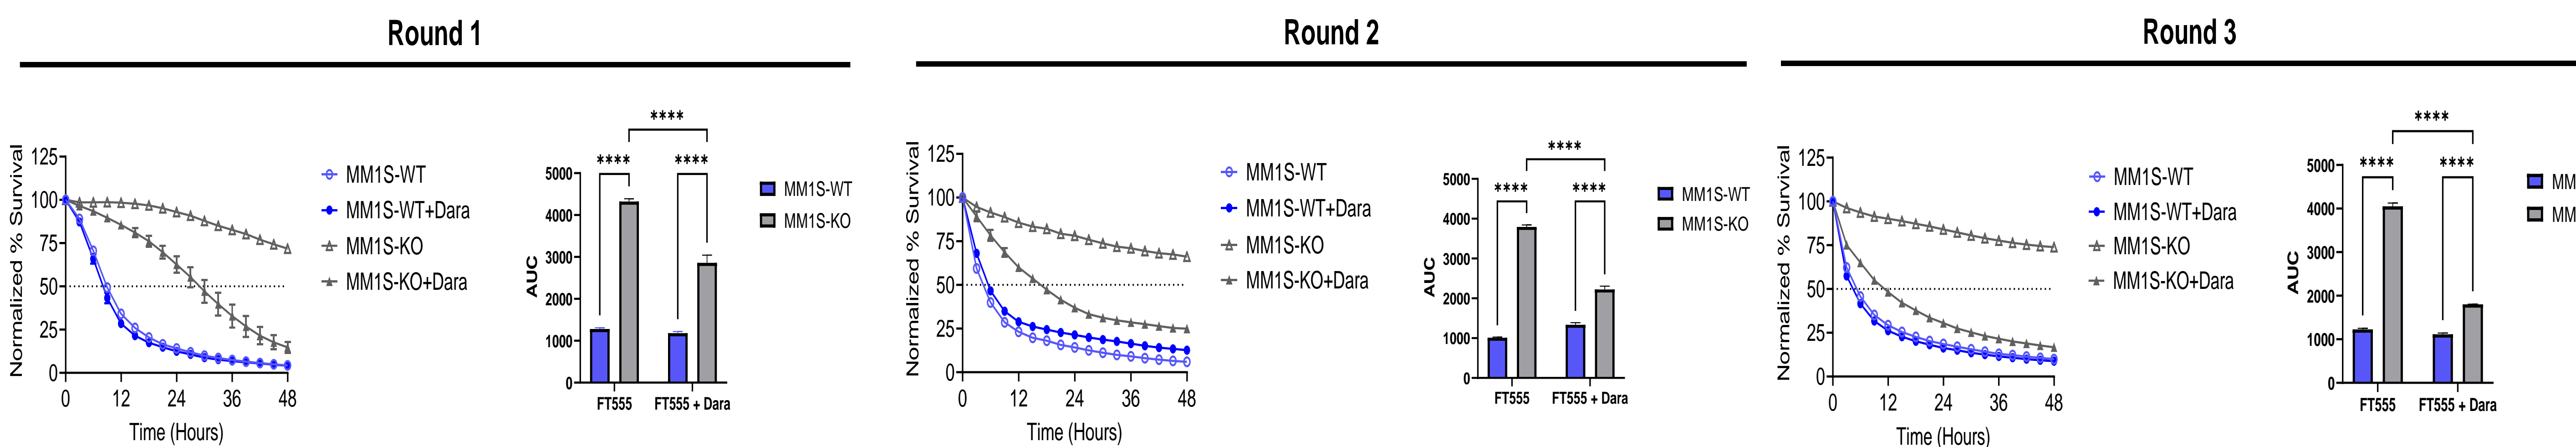 Round 1
Round 2
Round 3
Normalized % Survival
125
100
75
50
25
0
0 12 24 36 48
Time (Hours)
MM1S-WT
MM1S-WT+Dara
MM1S-KO
MM1S-KO+Dara
AUC
5000
4000
3000
2000
1000
0
****
**** ****
FT555 FT555 + Dara
MM1S-WT
MM1S-KO
Normalized % Survival
125
100
75
50
25
0
0 12 24 36 48
Time (Hours)
MM1S-WT
MM1S-WT+Dara
MM1S-KO
MM1S-KO+Dara
AUC
5000
4000
3000
2000
1000
0
****
**** ****
FT555 FT555 + Dara
MM1S-WT
MM1S-KO
Normalized % Survival
125
100
75
50
25
0
0 12 24 36 48
Time (Hours)
MM1S-WT
MM1S-WT+Dara
MM1S-KO
MM1S-KO+Dara
AUC
5000
4000
3000
2000
1000
0
****
**** ****
FT555 FT555 + Dara
MM
MM